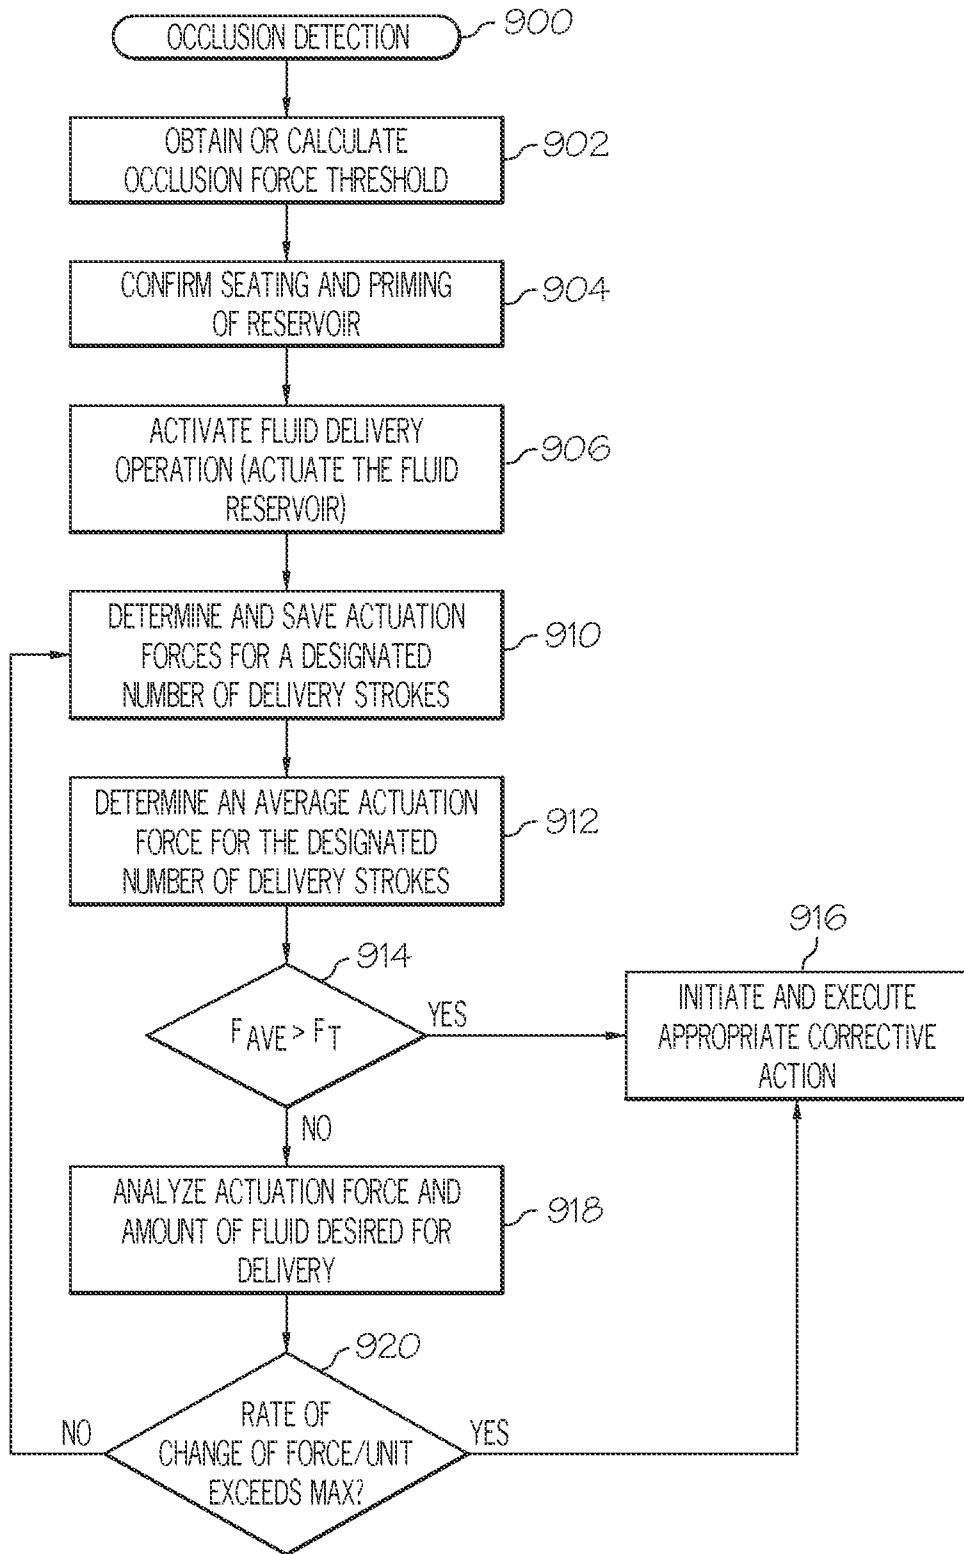 OCCLUSION DETECTION
900
OBTAIN OR CALCULATE
OCCLUSION FORCE THRESHOLD
902
CONFIRM SEATING AND PRIMING
OF RESERVOIR
904
ACTIVATE FLUID DELIVERY
OPERATION (ACTUATE THE FLUID
RESERVOIR)
906
DETERMINE AND SAVE ACTUATION
FORCES FOR A DESIGNATED
NUMBER OF DELIVERY STROKES
910
DETERMINE AN AVERAGE ACTUATION
FORCE FOR THE DESIGNATED
NUMBER OF DELIVERY STROKES
912
914
FAVE > FT
YES
916
INITIATE AND EXECUTE
APPROPRIATE CORRECTIVE
ACTION
NO
ANALYZE ACTUATION FORCE AND
AMOUNT OF FLUID DESIRED FOR
DELIVERY
918
920
RATE OF
CHANGE OF FORCE/UNIT
EXCEEDS MAX?
NO
YES